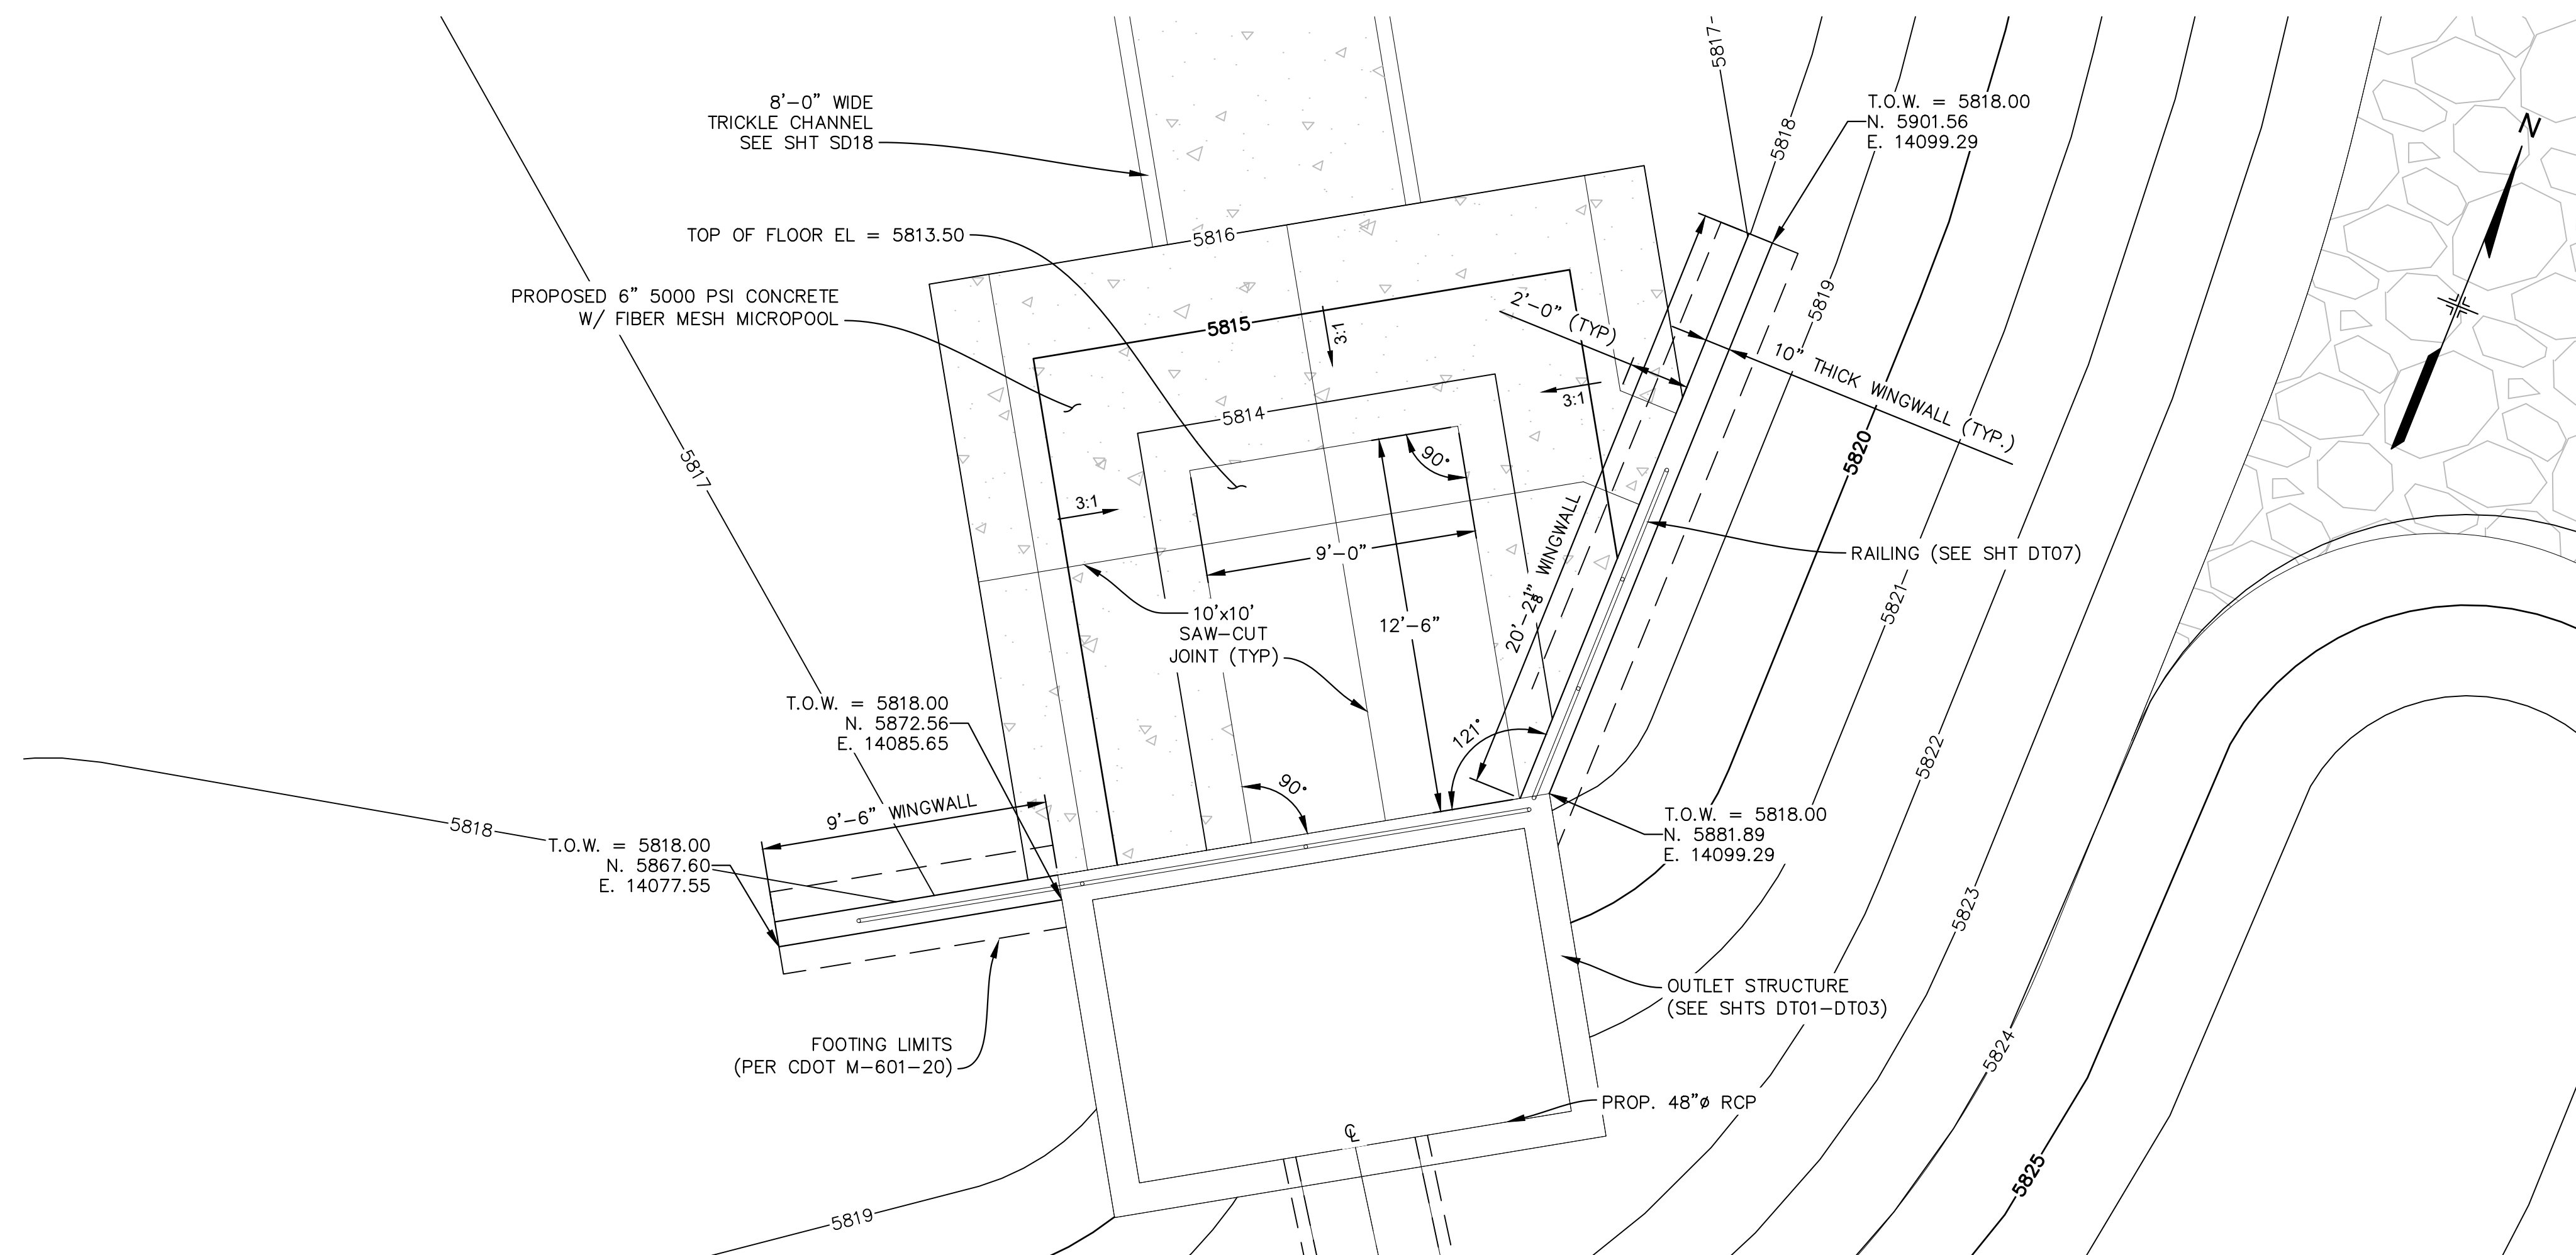 8'-0" WIDE
TRICKLE CHANNEL
SEE SHT SD18
5817
5818
T.O.W. = 5818.00
N. 5901.56
E. 14099.29
N
TOP OF FLOOR EL = 5813.50
5816
PROPOSED 6" 5000 PSI CONCRETE
W/ FIBER MESH MICROPOOL
5815
3:1
2'-0" (TYP)
10" THICK WINGWALL (TYP.)
5819
3:1
5814
90°
5817
3:1
9'-0"
20'-2⅛" WINGWALL
5820
RAILING (SEE SHT DT07)
10'x10'
SAW-CUT
JOINT (TYP)
12'-6"
5821
T.O.W. = 5818.00
N. 5872.56
E. 14085.65
121°
5822
90°
9'-6" WINGWALL
5818
T.O.W. = 5818.00
N. 5867.60
E. 14077.55
T.O.W. = 5818.00
N. 5881.89
E. 14099.29
5823
OUTLET STRUCTURE
(SEE SHTS DT01-DT03)
FOOTING LIMITS
(PER CDOT M-601-20)
5824
PROP. 48"ø RCP
℄
5825
5819